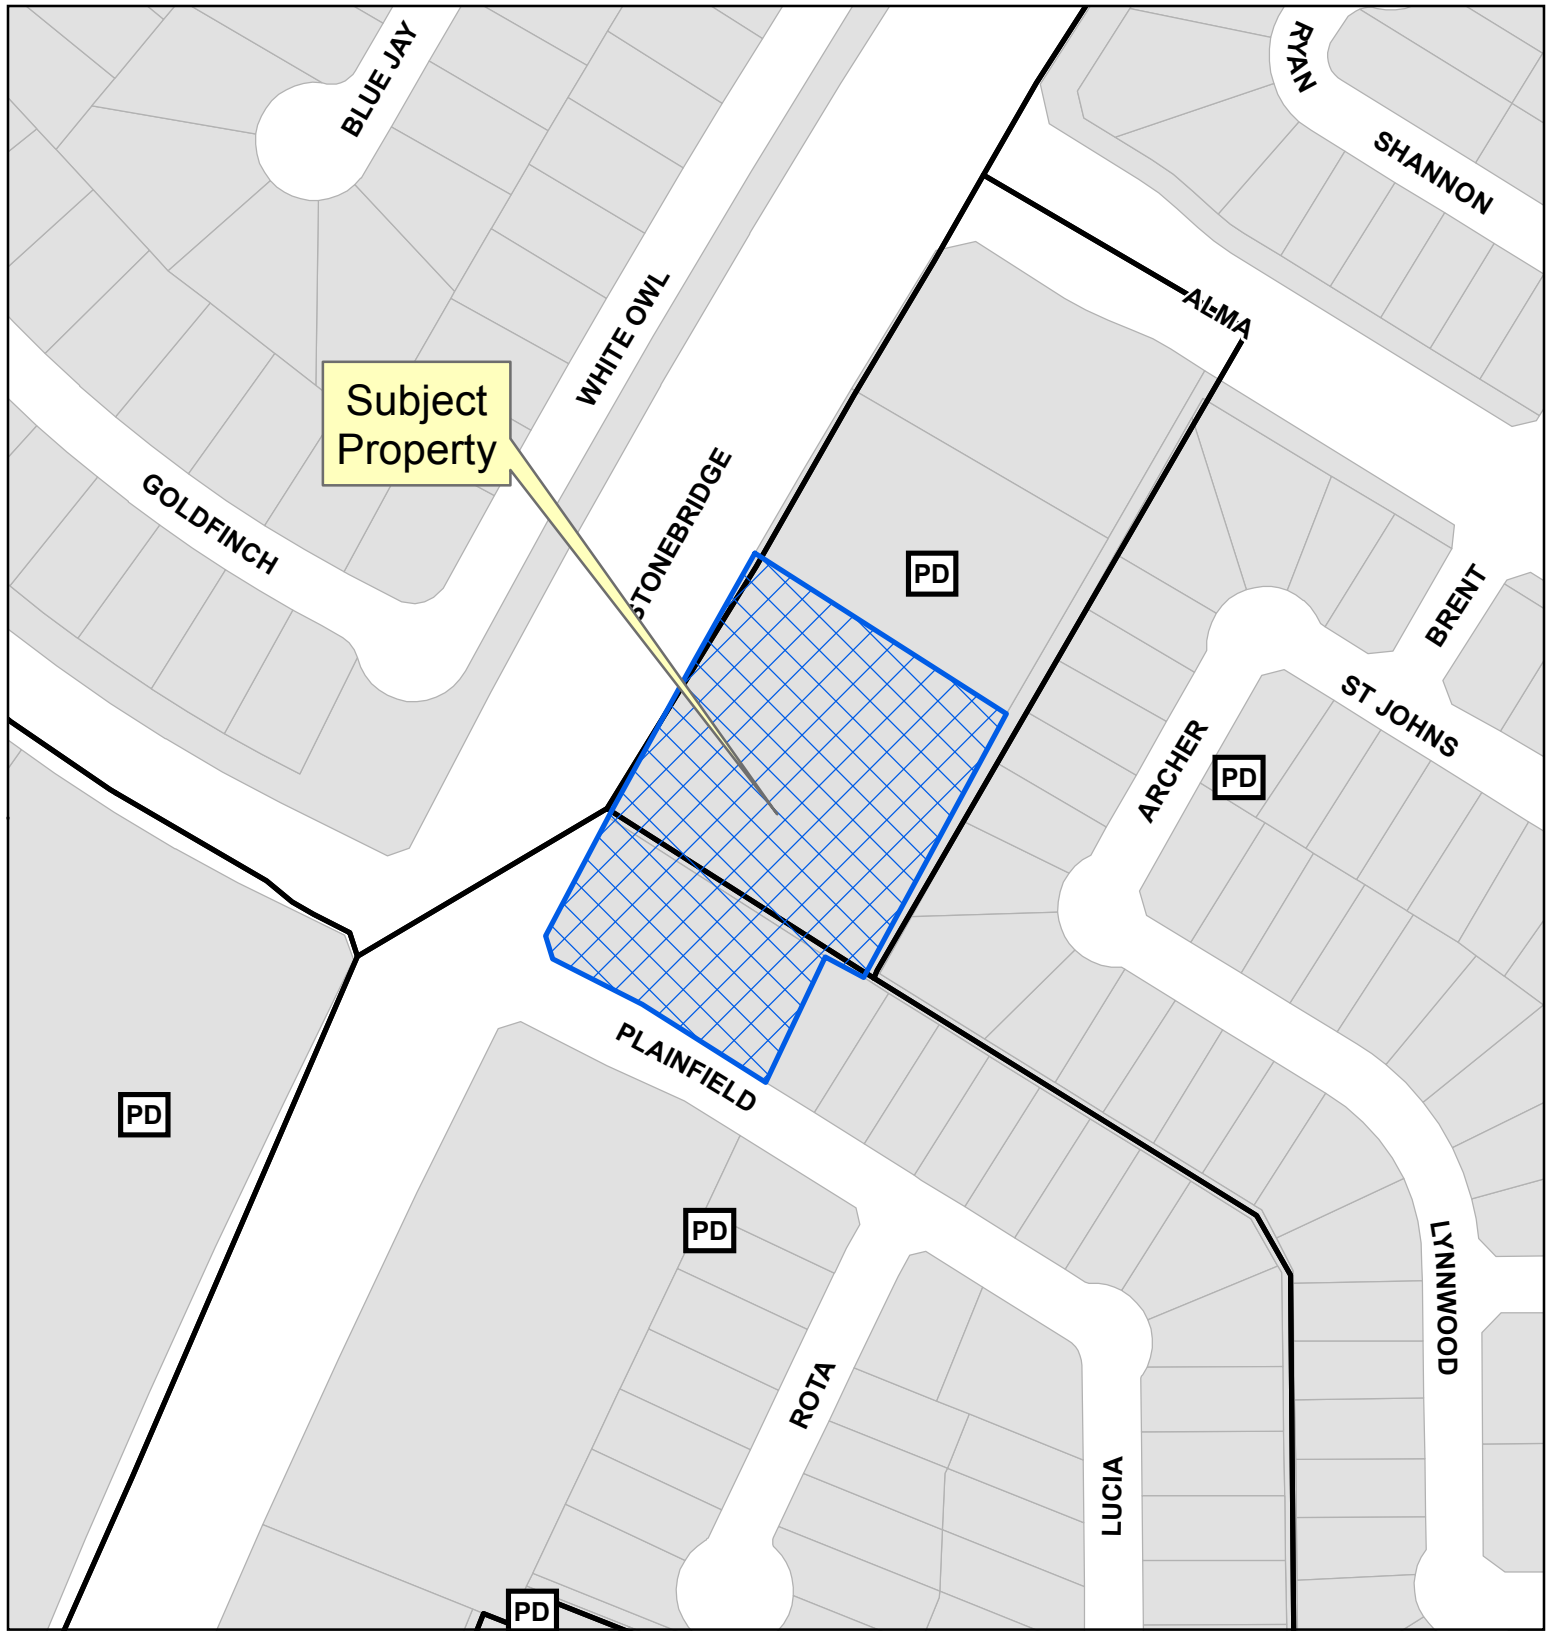 BLUE JAY
RYAN
SHANNON
WHITE OWL
ALMA
Subject
Property
GOLDFINCH
STONEBRIDGE
PD
BRENT
ST JOHNS
ARCHER
PD
PLAINFIELD
PD
PD
LYNNWOOD
ROTA
LUCIA
PD